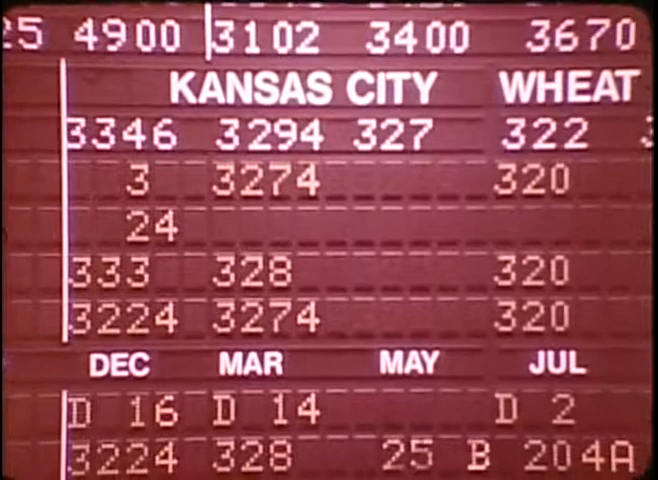 25 4900 3102 3400 3670
KANSAS CITY WHEAT
3346 3294 327 322
3 3274 320
24
333 328 320
3224 3274 320
DEC MAR MAY JUL
D 16 D 14 D 2
3224 328 25 B 204A